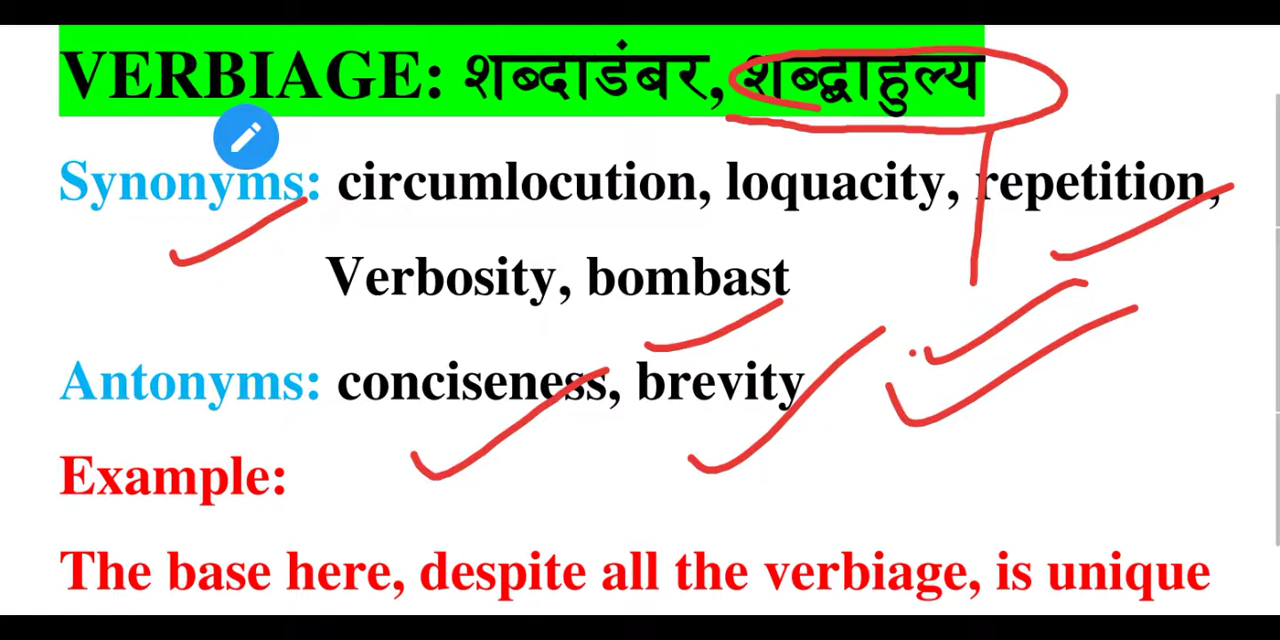 VERBIAGE: शब्दाडंबर, शब्द्बाहुल्य
Synonyms: circumlocution, loquacity, repetition,
Verbosity, bombast
Antonyms: conciseness, brevity
Example:
The base here, despite all the verbiage, is unique